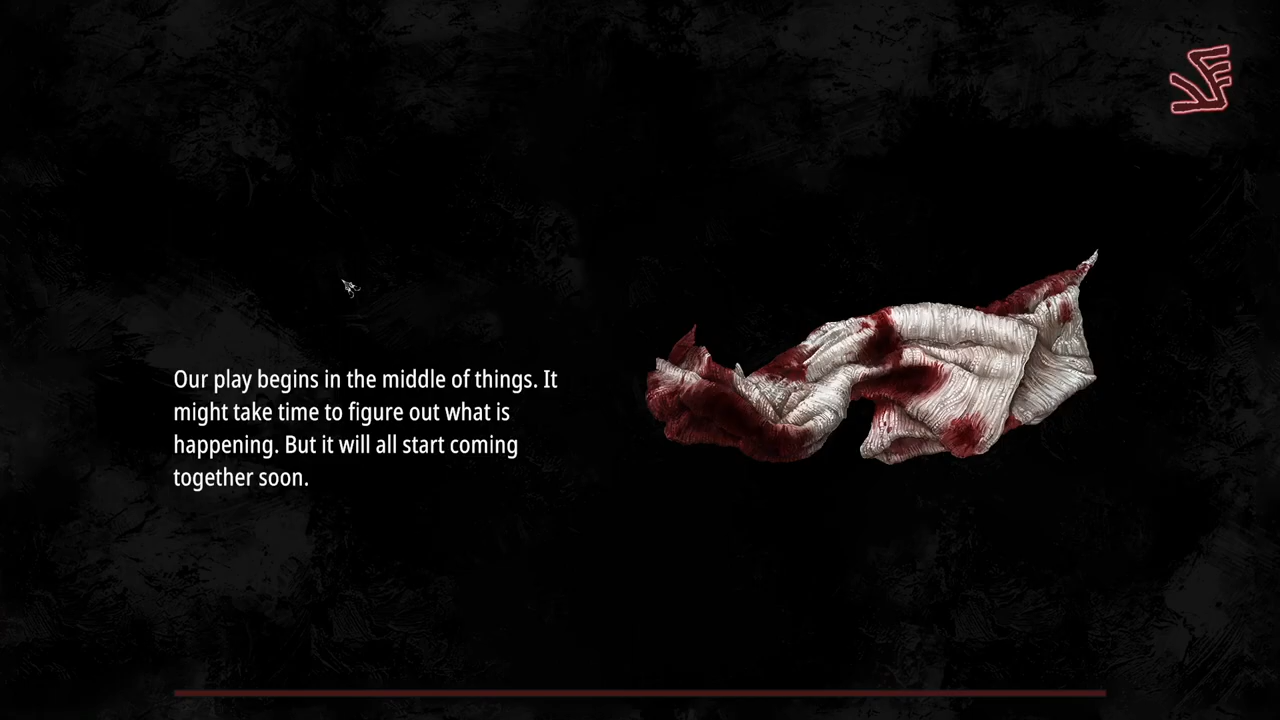 Our play begins in the middle of things. It
might take time to figure out what is
happening. But it will all start coming
together soon.